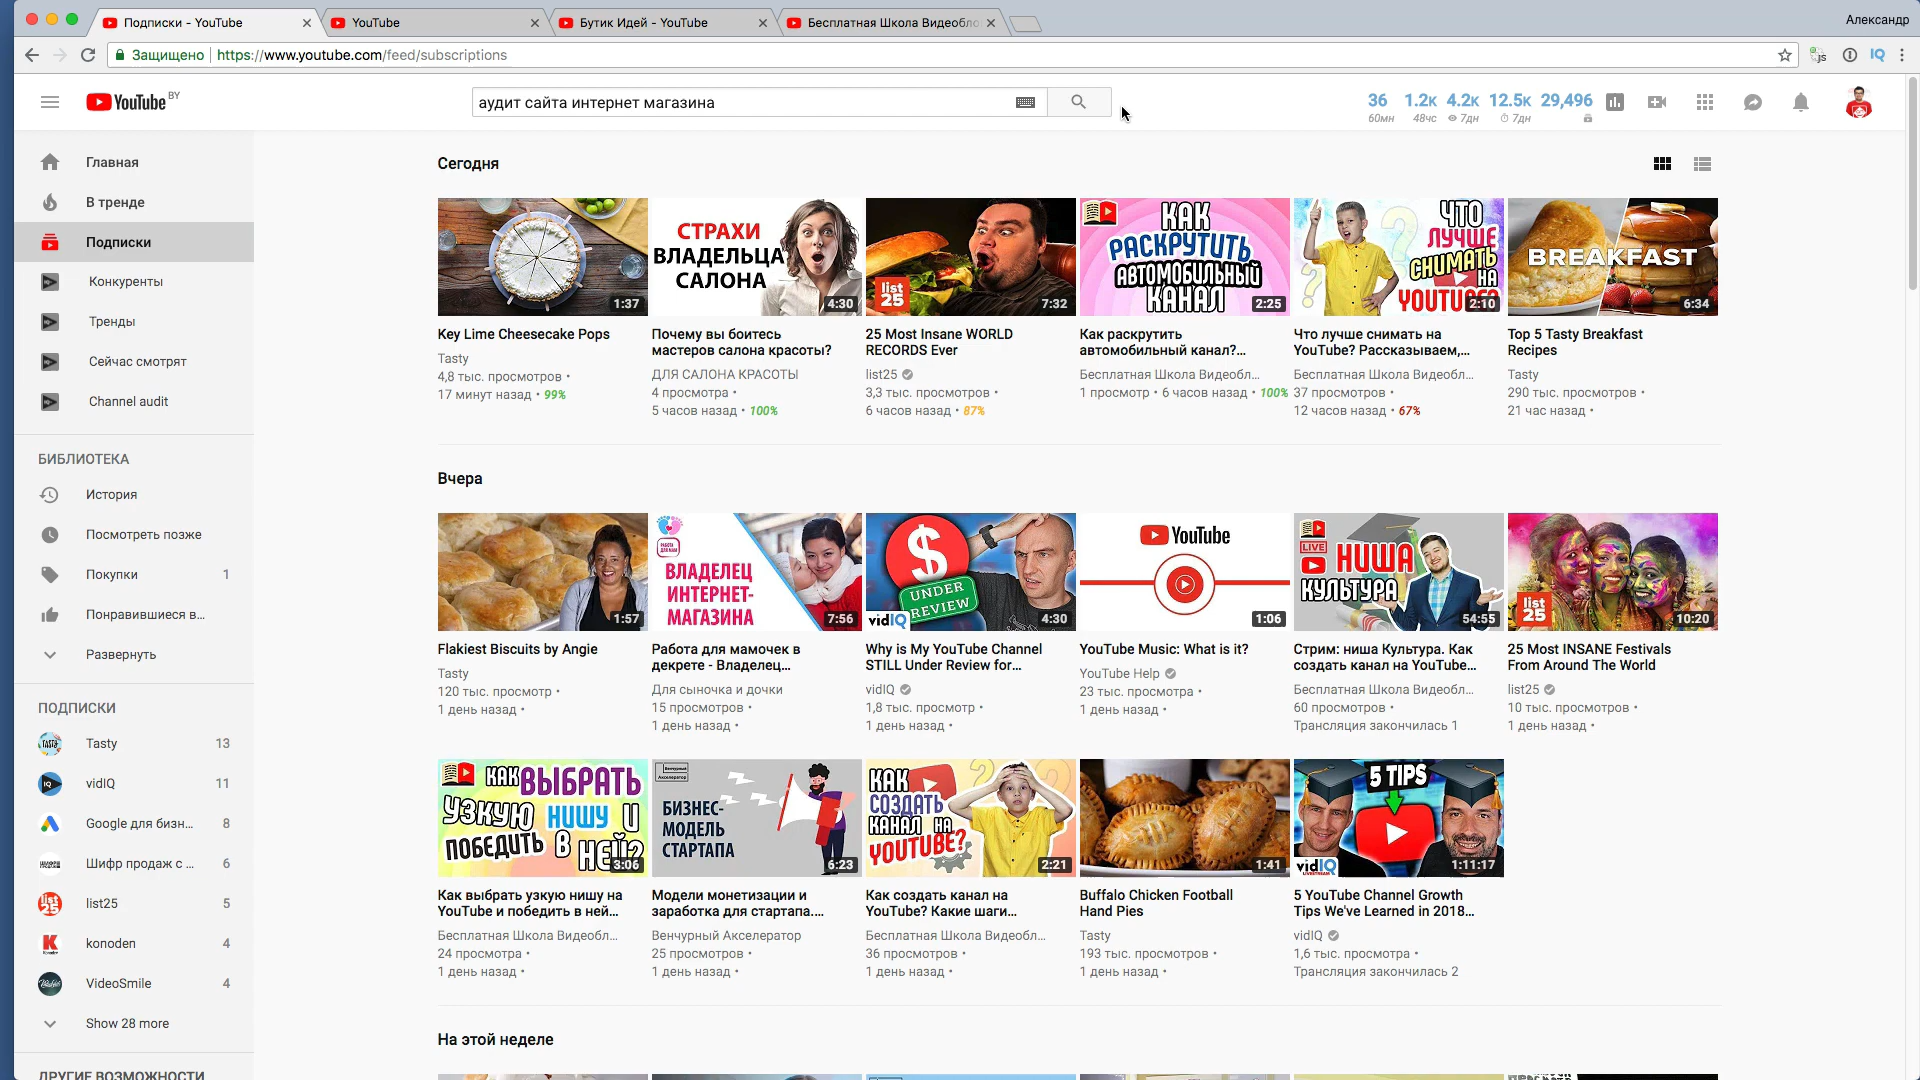 Подписки - YouTube
YouTube
Бутик Идей - YouTube
Бесплатная Школа Видеобло
Александр
Защищено
https://www.youtube.com/feed/subscriptions
YouTube BY
аудит сайта интернет магазина
36 1.2к 4.2к 12.5к 29,496
60мн 48чс 7дн 7дн
Главная
В тренде
Подписки
Конкуренты
Тренды
Сейчас смотрят
Channel audit
БИБЛИОТЕКА
История
Посмотреть позже
Покупки 1
Понравившиеся в...
Развернуть
ПОДПИСКИ
Tasty 13
vidIQ 11
Google для бизн... 8
Шифр продаж с ... 6
list25 5
konoden 4
VideoSmile 4
Show 28 more
ДРУГИЕ ВОЗМОЖНОСТИ
Сегодня
1:37
Key Lime Cheesecake Pops
Tasty
4,8 тыс. просмотров •
17 минут назад • 99%
СТРАХИ
ВЛАДЕЛЬЦА
САЛОНА
4:30
Почему вы боитесь
мастеров салона красоты?
ДЛЯ САЛОНА КРАСОТЫ
4 просмотра •
5 часов назад • 100%
list
25
7:32
25 Most Insane WORLD
RECORDS Ever
list25
3,3 тыс. просмотров •
6 часов назад • 87%
КАК
РАСКРУТИТЬ
АВТОМОБИЛЬНЫЙ
КАНАЛ
2:25
Как раскрутить
автомобильный канал?...
Бесплатная Школа Видеобл...
1 просмотр • 6 часов назад • 100%
ЧТО
ЛУЧШЕ
СНИМАТЬ
НА
YOUTUBE
2:10
Что лучше снимать на
YouTube? Рассказываем,...
Бесплатная Школа Видеобл...
37 просмотров •
12 часов назад • 67%
BREAKFAST
6:34
Top 5 Tasty Breakfast
Recipes
Tasty
290 тыс. просмотров •
21 час назад •
Вчера
1:57
Flakiest Biscuits by Angie
Tasty
120 тыс. просмотр •
1 день назад •
РАБОТА
ДЛЯ МАМ
ВЛАДЕЛЕЦ
ИНТЕРНЕТ-
МАГАЗИНА
7:56
Работа для мамочек в
декрете - Владелец...
Для сыночка и дочки
15 просмотров •
1 день назад •
$
UNDER
REVIEW
vidIQ
4:30
Why is My YouTube Channel
STILL Under Review for...
vidIQ
1,8 тыс. просмотр •
1 день назад •
YouTube
1:06
YouTube Music: What is it?
YouTube Help
23 тыс. просмотра •
1 день назад •
LIVE
НИША
КУЛЬТУРА
54:55
Стрим: ниша Культура. Как
создать канал на YouTube...
Бесплатная Школа Видеобл...
60 просмотров •
Трансляция закончилась 1
list
25
10:20
25 Most INSANE Festivals
From Around The World
list25
10 тыс. просмотров •
1 день назад •
КАК ВЫБРАТЬ
УЗКУЮ НИШУ И
ПОБЕДИТЬ В НЕЙ?
3:06
Как выбрать узкую нишу на
YouTube и победить в ней...
Бесплатная Школа Видеобл...
24 просмотра •
1 день назад •
Венчурный
Акселератор
БИЗНЕС-
МОДЕЛЬ
СТАРТАПА
6:23
Модели монетизации и
заработка для стартапа....
Венчурный Акселератор
25 просмотров •
1 день назад •
КАК
СОЗДАТЬ
КАНАЛ НА
YOUTUBE?
2:21
Как создать канал на
YouTube? Какие шаги...
Бесплатная Школа Видеобл...
36 просмотров •
1 день назад •
1:41
Buffalo Chicken Football
Hand Pies
Tasty
193 тыс. просмотров •
1 день назад •
5 TIPS
vidIQ
LIVESTREAM
1:11:17
5 YouTube Channel Growth
Tips We've Learned in 2018...
vidIQ
1,6 тыс. просмотра •
Трансляция закончилась 2
На этой неделе